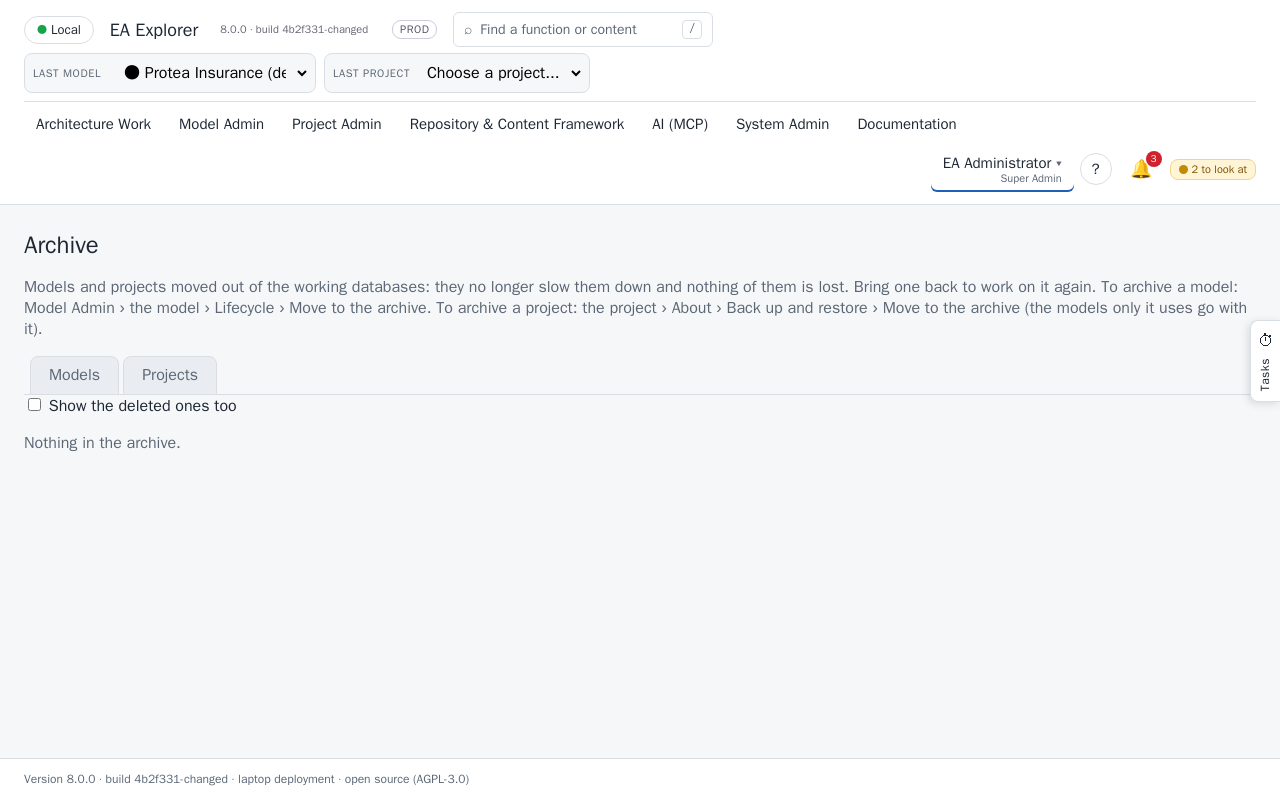 Local
EA Explorer
8.0.0 · build 4b2f331-changed
PROD
Find a function or content
/
LAST MODEL
Protea Insurance (de
LAST PROJECT
Choose a project...
Architecture Work
Model Admin
Project Admin
Repository & Content Framework
AI (MCP)
System Admin
Documentation
EA Administrator ▾
Super Admin
?
3
2 to look at
Archive
Models and projects moved out of the working databases: they no longer slow them down and nothing of them is lost. Bring one back to work on it again. To archive a model:
Model Admin › the model › Lifecycle › Move to the archive. To archive a project: the project › About › Back up and restore › Move to the archive (the models only it uses go with
it).
Tasks
Models
Projects
Show the deleted ones too
Nothing in the archive.
Version 8.0.0 · build 4b2f331-changed · laptop deployment · open source (AGPL-3.0)